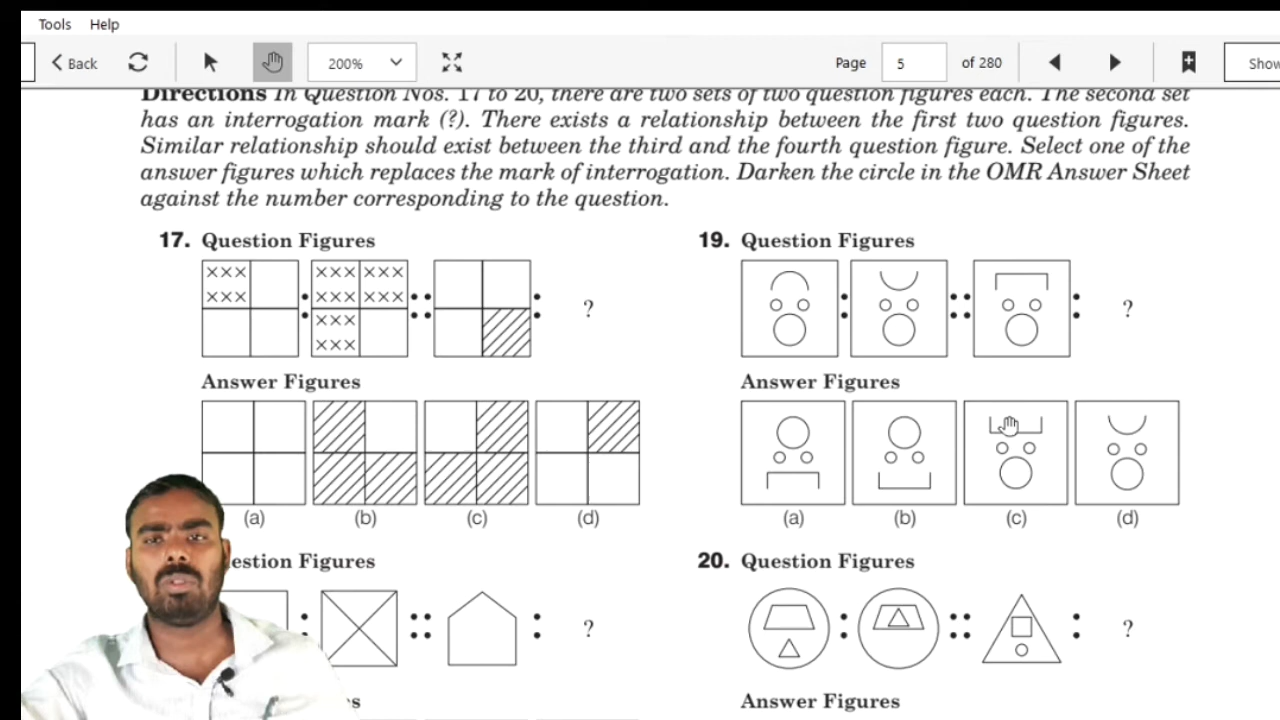 Tools Help
Back 200% Page 5 of 280 Show
Directions In Question Nos. 17 to 20, there are two sets of two question figures each. The second set
has an interrogation mark (?). There exists a relationship between the first two question figures.
Similar relationship should exist between the third and the fourth question figure. Select one of the
answer figures which replaces the mark of interrogation. Darken the circle in the OMR Answer Sheet
against the number corresponding to the question.
17. Question Figures
?
Answer Figures
(a) (b) (c) (d)
estion Figures
?
19. Question Figures
?
Answer Figures
(a) (b) (c) (d)
20. Question Figures
?
Answer Figures